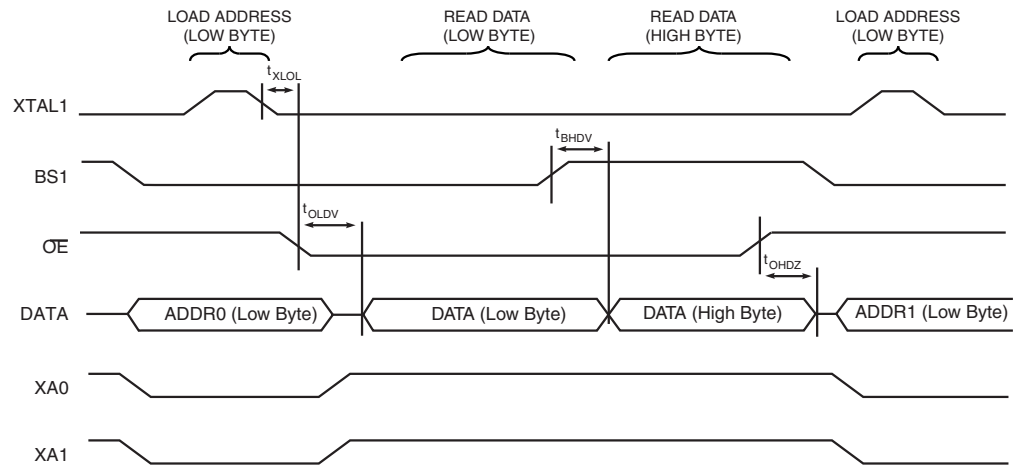 LOAD ADDRESS
(LOW BYTE)
READ DATA
(LOW BYTE)
READ DATA
(HIGH BYTE)
LOAD ADDRESS
(LOW BYTE)
tXLOL
XTAL1
tBHDV
BS1
tOLDV
OE
tOHDZ
DATA
ADDR0 (Low Byte)
DATA (Low Byte)
DATA (High Byte)
ADDR1 (Low Byte)
XA0
XA1